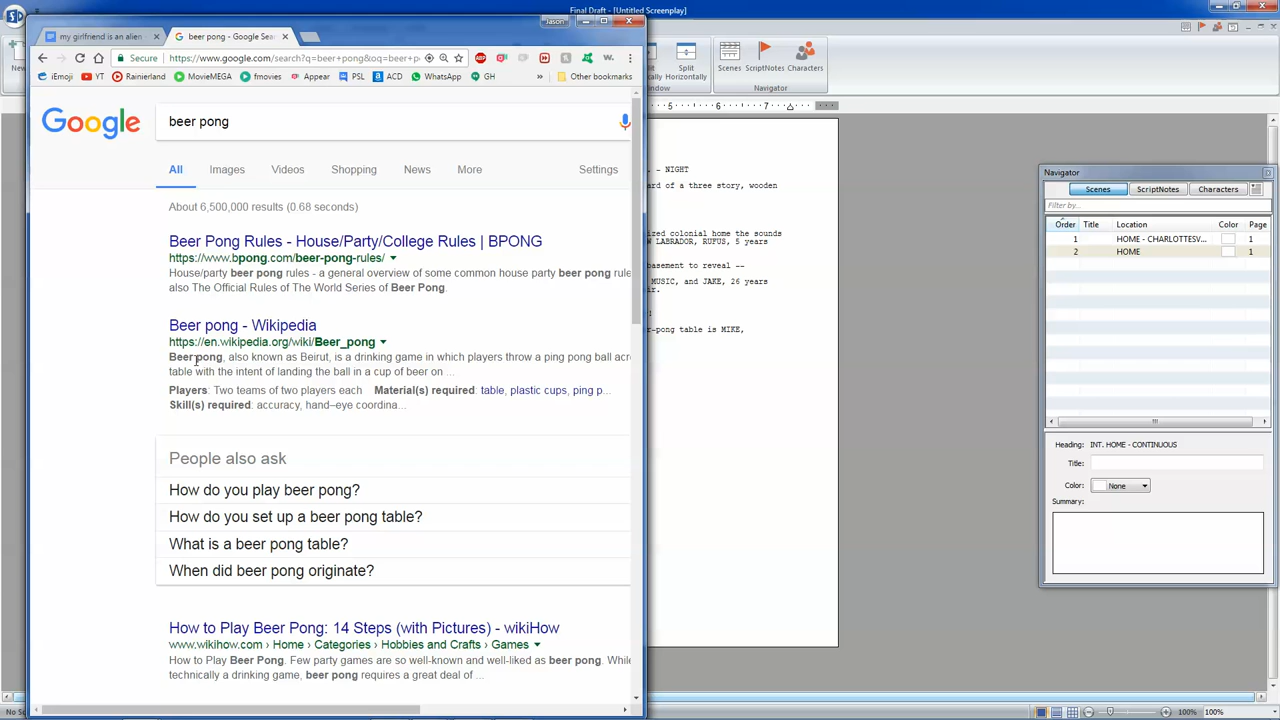 Final Draft - [Untitled Screenplay]
Jason
my girlfriend is an alien
beer pong - Google Sea
Secure
https://www.google.com/search?q=beer+pong&oq=beer+p
iEmoji
YT
Rainierland
MovieMEGA
fmovies
Appear
PSL
ACD
WhatsApp
GH
»
Other bookmarks
Google
beer pong
All
Images
Videos
Shopping
News
More
Settings
About 6,500,000 results (0.68 seconds)
Beer Pong Rules - House/Party/College Rules | BPONG
https://www.bpong.com/beer-pong-rules/
House/party beer pong rules - a general overview of some common house party beer pong rules,
also The Official Rules of The World Series of Beer Pong.
Beer pong - Wikipedia
https://en.wikipedia.org/wiki/Beer_pong
Beer pong, also known as Beirut, is a drinking game in which players throw a ping pong ball acr
table with the intent of landing the ball in a cup of beer on ...
Players: Two teams of two players each Material(s) required: table, plastic cups, ping p...
Skill(s) required: accuracy, hand–eye coordina...
People also ask
How do you play beer pong?
How do you set up a beer pong table?
What is a beer pong table?
When did beer pong originate?
How to Play Beer Pong: 14 Steps (with Pictures) - wikiHow
www.wikihow.com › Home › Categories › Hobbies and Crafts › Games
How to Play Beer Pong. Few party games are so well-known and well-liked as beer pong. While
technically a drinking game, beer pong requires a great deal of ...
New
Split
Horizontally
Scenes
ScriptNotes
Characters
Navigator
5 6 7
. - NIGHT
ard of a three story, wooden
ized colonial home the sounds
W LABRADOR, RUFUS, 5 years
basement to reveal --
MUSIC, and JAKE, 26 years
ir.
!
r-pong table is MIKE,
Navigator
Scenes
ScriptNotes
Characters
Filter by...
Order
Title
Location
Color
Page
1 HOME - CHARLOTTESV... 1
2 HOME 1
Heading: INT. HOME - CONTINUOUS
Title:
Color: None
Summary:
100% 100%